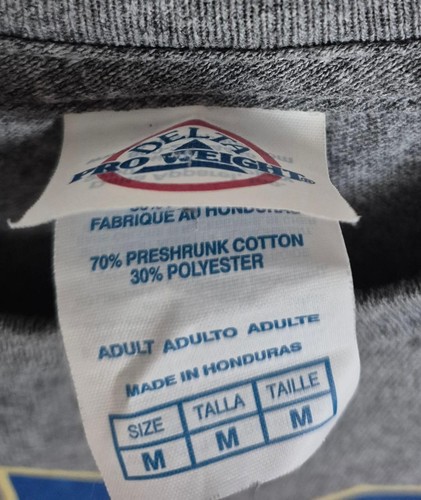 DELTA
PRO WEIGHT
FABRIQUE AU HONDURAS
70% PRESHRUNK COTTON
30% POLYESTER
ADULT ADULTO ADULTE
MADE IN HONDURAS
SIZE TALLA TAILLE
M M M